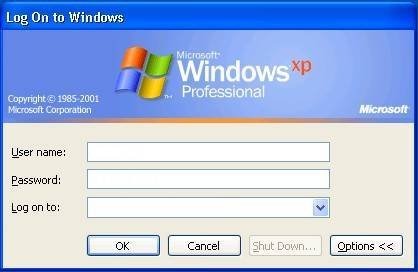 Log On to Windows
Microsoft®
Windows xp
Professional
Copyright © 1985-2001
Microsoft Corporation
Microsoft
User name:
Password:
Log on to:
OK Cancel Shut Down... Options <<